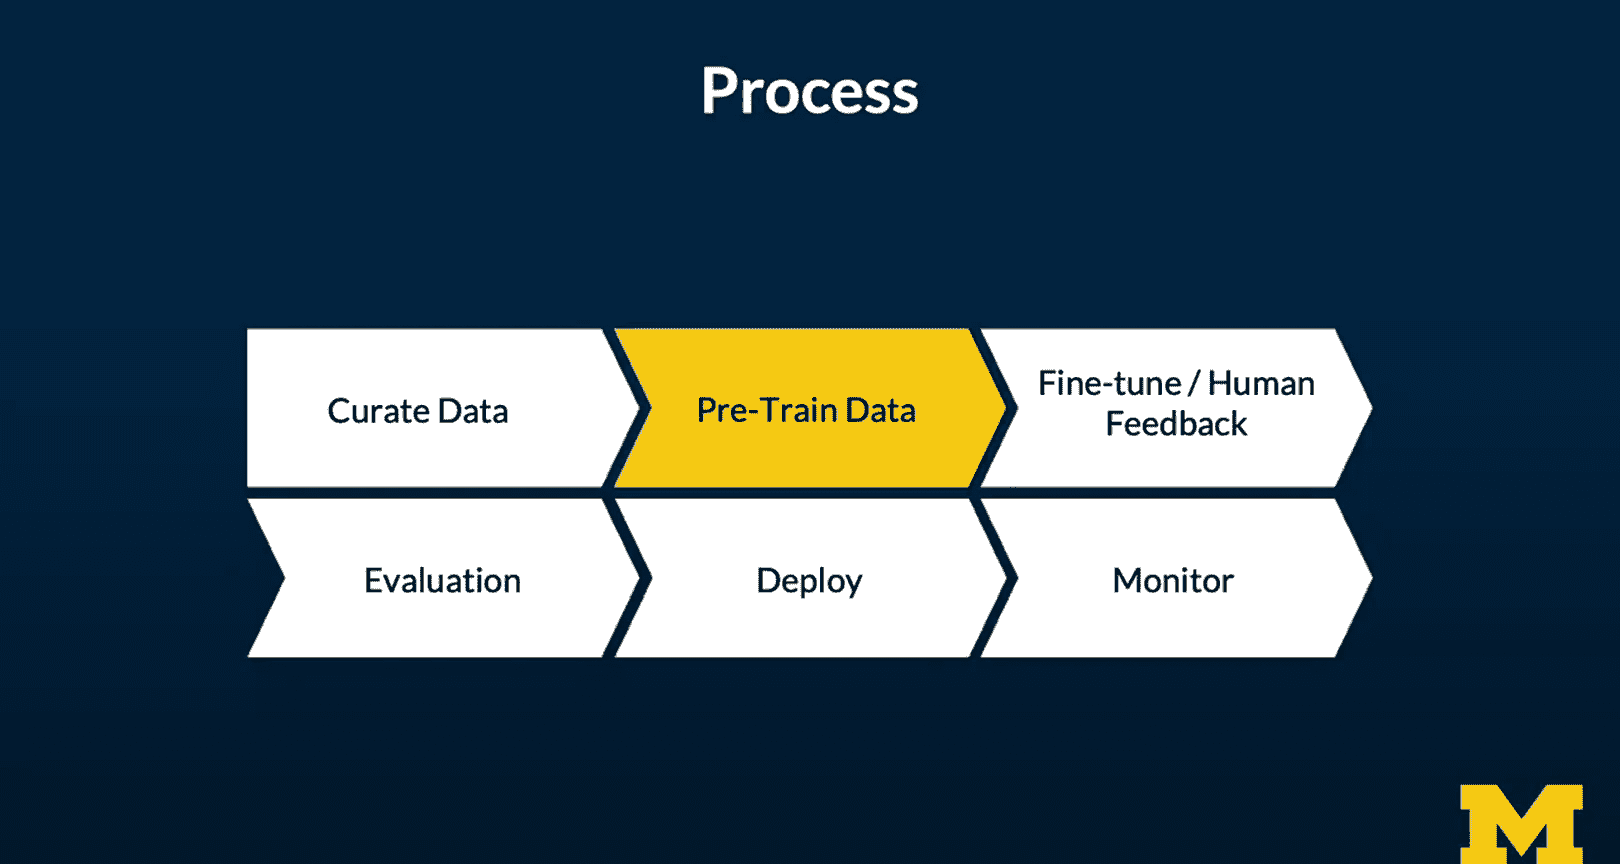 Process
Curate Data
Pre-Train Data
Fine-tune / Human
Feedback
Evaluation
Deploy
Monitor
M